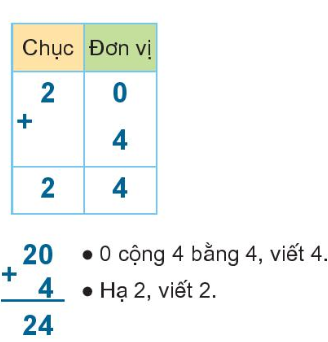 Chục Đơn vị
2 0
+
4
2 4
20 ● 0 cộng 4 bằng 4, viết 4.
+
4 ● Hạ 2, viết 2.
24